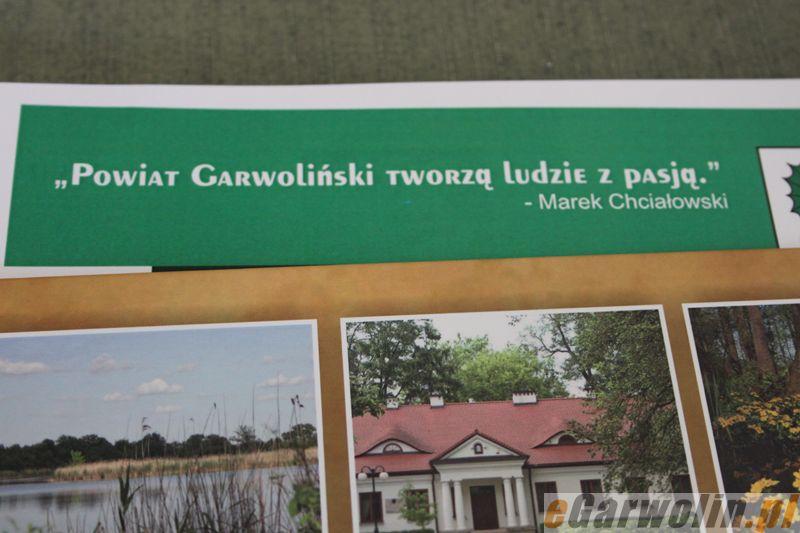 „Powiat Garwoliński tworzą ludzie z pasją.”
- Marek Chciałowski
eGarwolin.pl